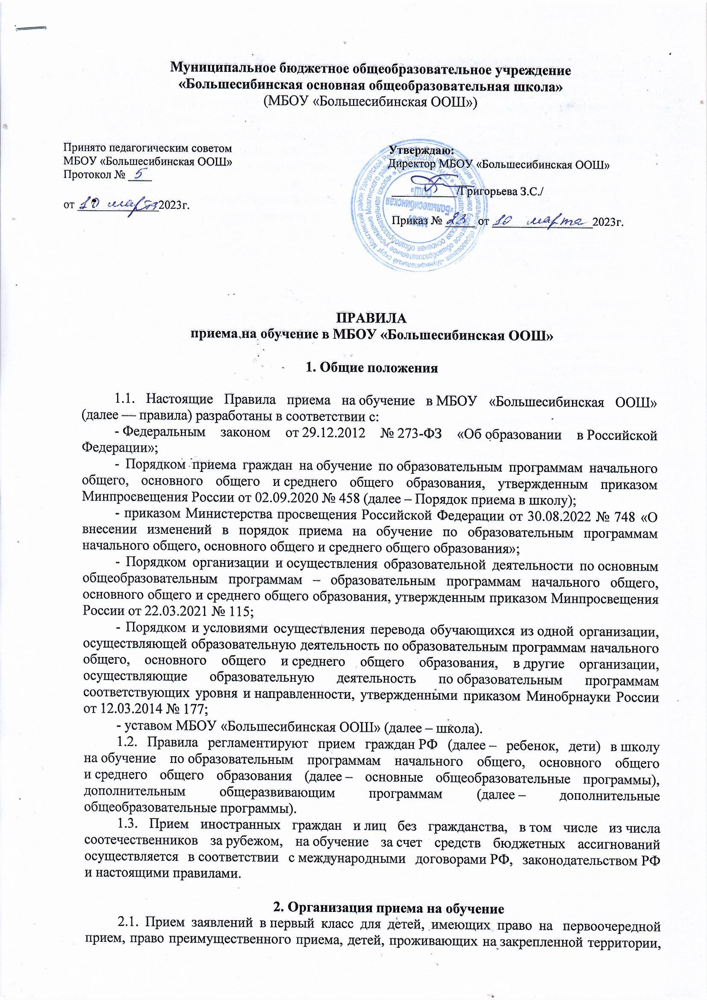 Муниципальное бюджетное общеобразовательное учреждение
«Большесибинская основная общеобразовательная школа»
(МБОУ «Большесибинская ООШ»)
Принято педагогическим советом
МБОУ «Большесибинская ООШ»
Протокол № 5
от 10 марта 2023г.
Утверждаю:
Директор МБОУ «Большесибинская ООШ»
/Григорьева З.С./
Приказ № 23 от 10 марта 2023г.
МБОУ
«Большесибинская
ООШ»
ПРАВИЛА
приема на обучение в МБОУ «Большесибинская ООШ»
1. Общие положения
1.1. Настоящие Правила приема на обучение в МБОУ «Большесибинская ООШ»
(далее — правила) разработаны в соответствии с:
- Федеральным законом от 29.12.2012 № 273-ФЗ «Об образовании в Российской
Федерации»;
- Порядком приема граждан на обучение по образовательным программам начального
общего, основного общего и среднего общего образования, утвержденным приказом
Минпросвещения России от 02.09.2020 № 458 (далее – Порядок приема в школу);
- приказом Министерства просвещения Российской Федерации от 30.08.2022 № 748 «О
внесении изменений в порядок приема на обучение по образовательным программам
начального общего, основного общего и среднего общего образования»;
- Порядком организации и осуществления образовательной деятельности по основным
общеобразовательным программам – образовательным программам начального общего,
основного общего и среднего общего образования, утвержденным приказом Минпросвещения
России от 22.03.2021 № 115;
- Порядком и условиями осуществления перевода обучающихся из одной организации,
осуществляющей образовательную деятельность по образовательным программам начального
общего, основного общего и среднего общего образования, в другие организации,
осуществляющие образовательную деятельность по образовательным программам
соответствующих уровня и направленности, утвержденными приказом Минобрнауки России
от 12.03.2014 № 177;
- уставом МБОУ «Большесибинская ООШ» (далее – школа).
1.2. Правила регламентируют прием граждан РФ (далее – ребенок, дети) в школу
на обучение по образовательным программам начального общего, основного общего
и среднего общего образования (далее – основные общеобразовательные программы),
дополнительным общеразвивающим программам (далее – дополнительные
общеобразовательные программы).
1.3. Прием иностранных граждан и лиц без гражданства, в том числе из числа
соотечественников за рубежом, на обучение за счет средств бюджетных ассигнований
осуществляется в соответствии с международными договорами РФ, законодательством РФ
и настоящими правилами.
2. Организация приема на обучение
2.1. Прием заявлений в первый класс для детей, имеющих право на первоочередной
прием, право преимущественного приема, детей, проживающих на закрепленной территории,